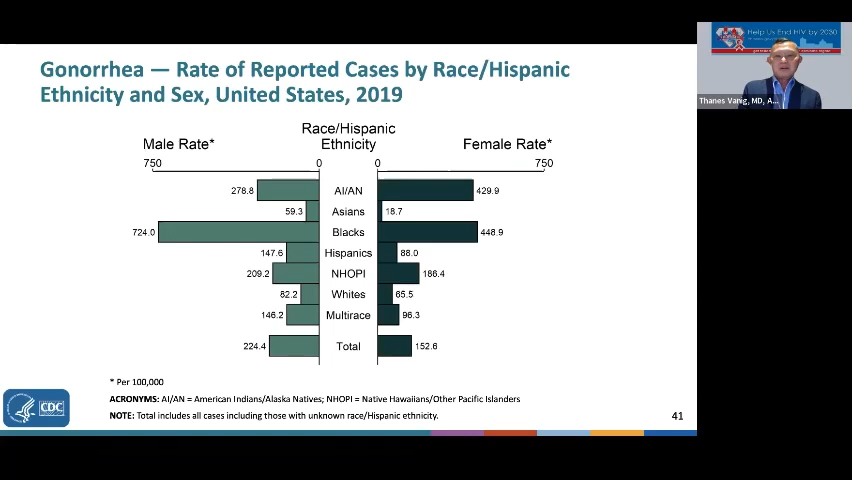 Gonorrhea — Rate of Reported Cases by Race/Hispanic
Ethnicity and Sex, United States, 2019
Male Rate*
Race/Hispanic
Ethnicity
Female Rate*
750 0 0 750
278.8 AI/AN 429.9
59.3 Asians 18.7
724.0 Blacks 448.9
147.6 Hispanics 88.0
209.2 NHOPI 186.4
82.2 Whites 65.5
146.2 Multirace 96.3
224.4 Total 152.6
* Per 100,000
ACRONYMS: AI/AN = American Indians/Alaska Natives; NHOPI = Native Hawaiians/Other Pacific Islanders
NOTE: Total includes all cases including those with unknown race/Hispanic ethnicity.
CDC
41
Help Us End HIV by 2030
Thanes Vanig, MD, A...